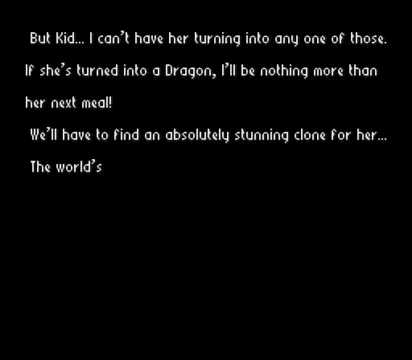 But Kid... I can't have her turning into any one of those.
If she's turned into a Dragon, I'll be nothing more than
her next meal!
We'll have to find an absolutely stunning clone for her...
The world's